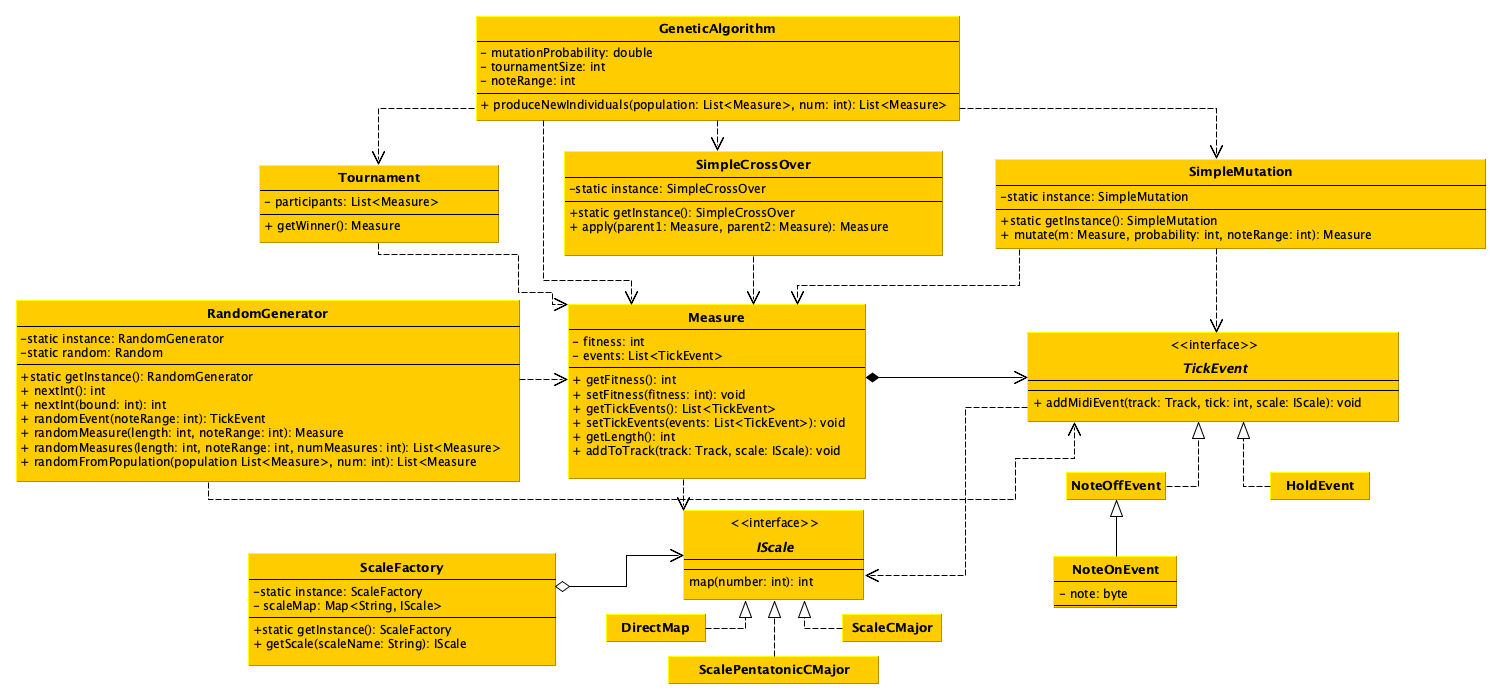 GeneticAlgorithm
- mutationProbability: double
- tournamentSize: int
- noteRange: int
+ produceNewIndividuals(population: List<Measure>, num: int): List<Measure>
Tournament
- participants: List<Measure>
+ getWinner(): Measure
SimpleCrossOver
-static instance: SimpleCrossOver
+static getInstance(): SimpleCrossOver
+ apply(parent1: Measure, parent2: Measure): Measure
SimpleMutation
-static instance: SimpleMutation
+static getInstance(): SimpleMutation
+ mutate(m: Measure, probability: int, noteRange: int): Measure
RandomGenerator
-static instance: RandomGenerator
-static random: Random
+static getInstance(): RandomGenerator
+ nextInt(): int
+ nextInt(bound: int): int
+ randomEvent(noteRange: int): TickEvent
+ randomMeasure(length: int, noteRange: int): Measure
+ randomMeasures(length: int, noteRange: int, numMeasures: int): List<Measure>
+ randomFromPopulation(population List<Measure>, num: int): List<Measure
Measure
- fitness: int
- events: List<TickEvent>
+ getFitness(): int
+ setFitness(fitness: int): void
+ getTickEvents(): List<TickEvent>
+ setTickEvents(events: List<TickEvent>): void
+ getLength(): int
+ addToTrack(track: Track, scale: IScale): void
<<interface>>
TickEvent
+ addMidiEvent(track: Track, tick: int, scale: IScale): void
NoteOffEvent
HoldEvent
NoteOnEvent
- note: byte
<<interface>>
IScale
map(number: int): int
ScaleFactory
-static instance: ScaleFactory
- scaleMap: Map<String, IScale>
+static getInstance(): ScaleFactory
+ getScale(scaleName: String): IScale
DirectMap
ScaleCMajor
ScalePentatonicCMajor